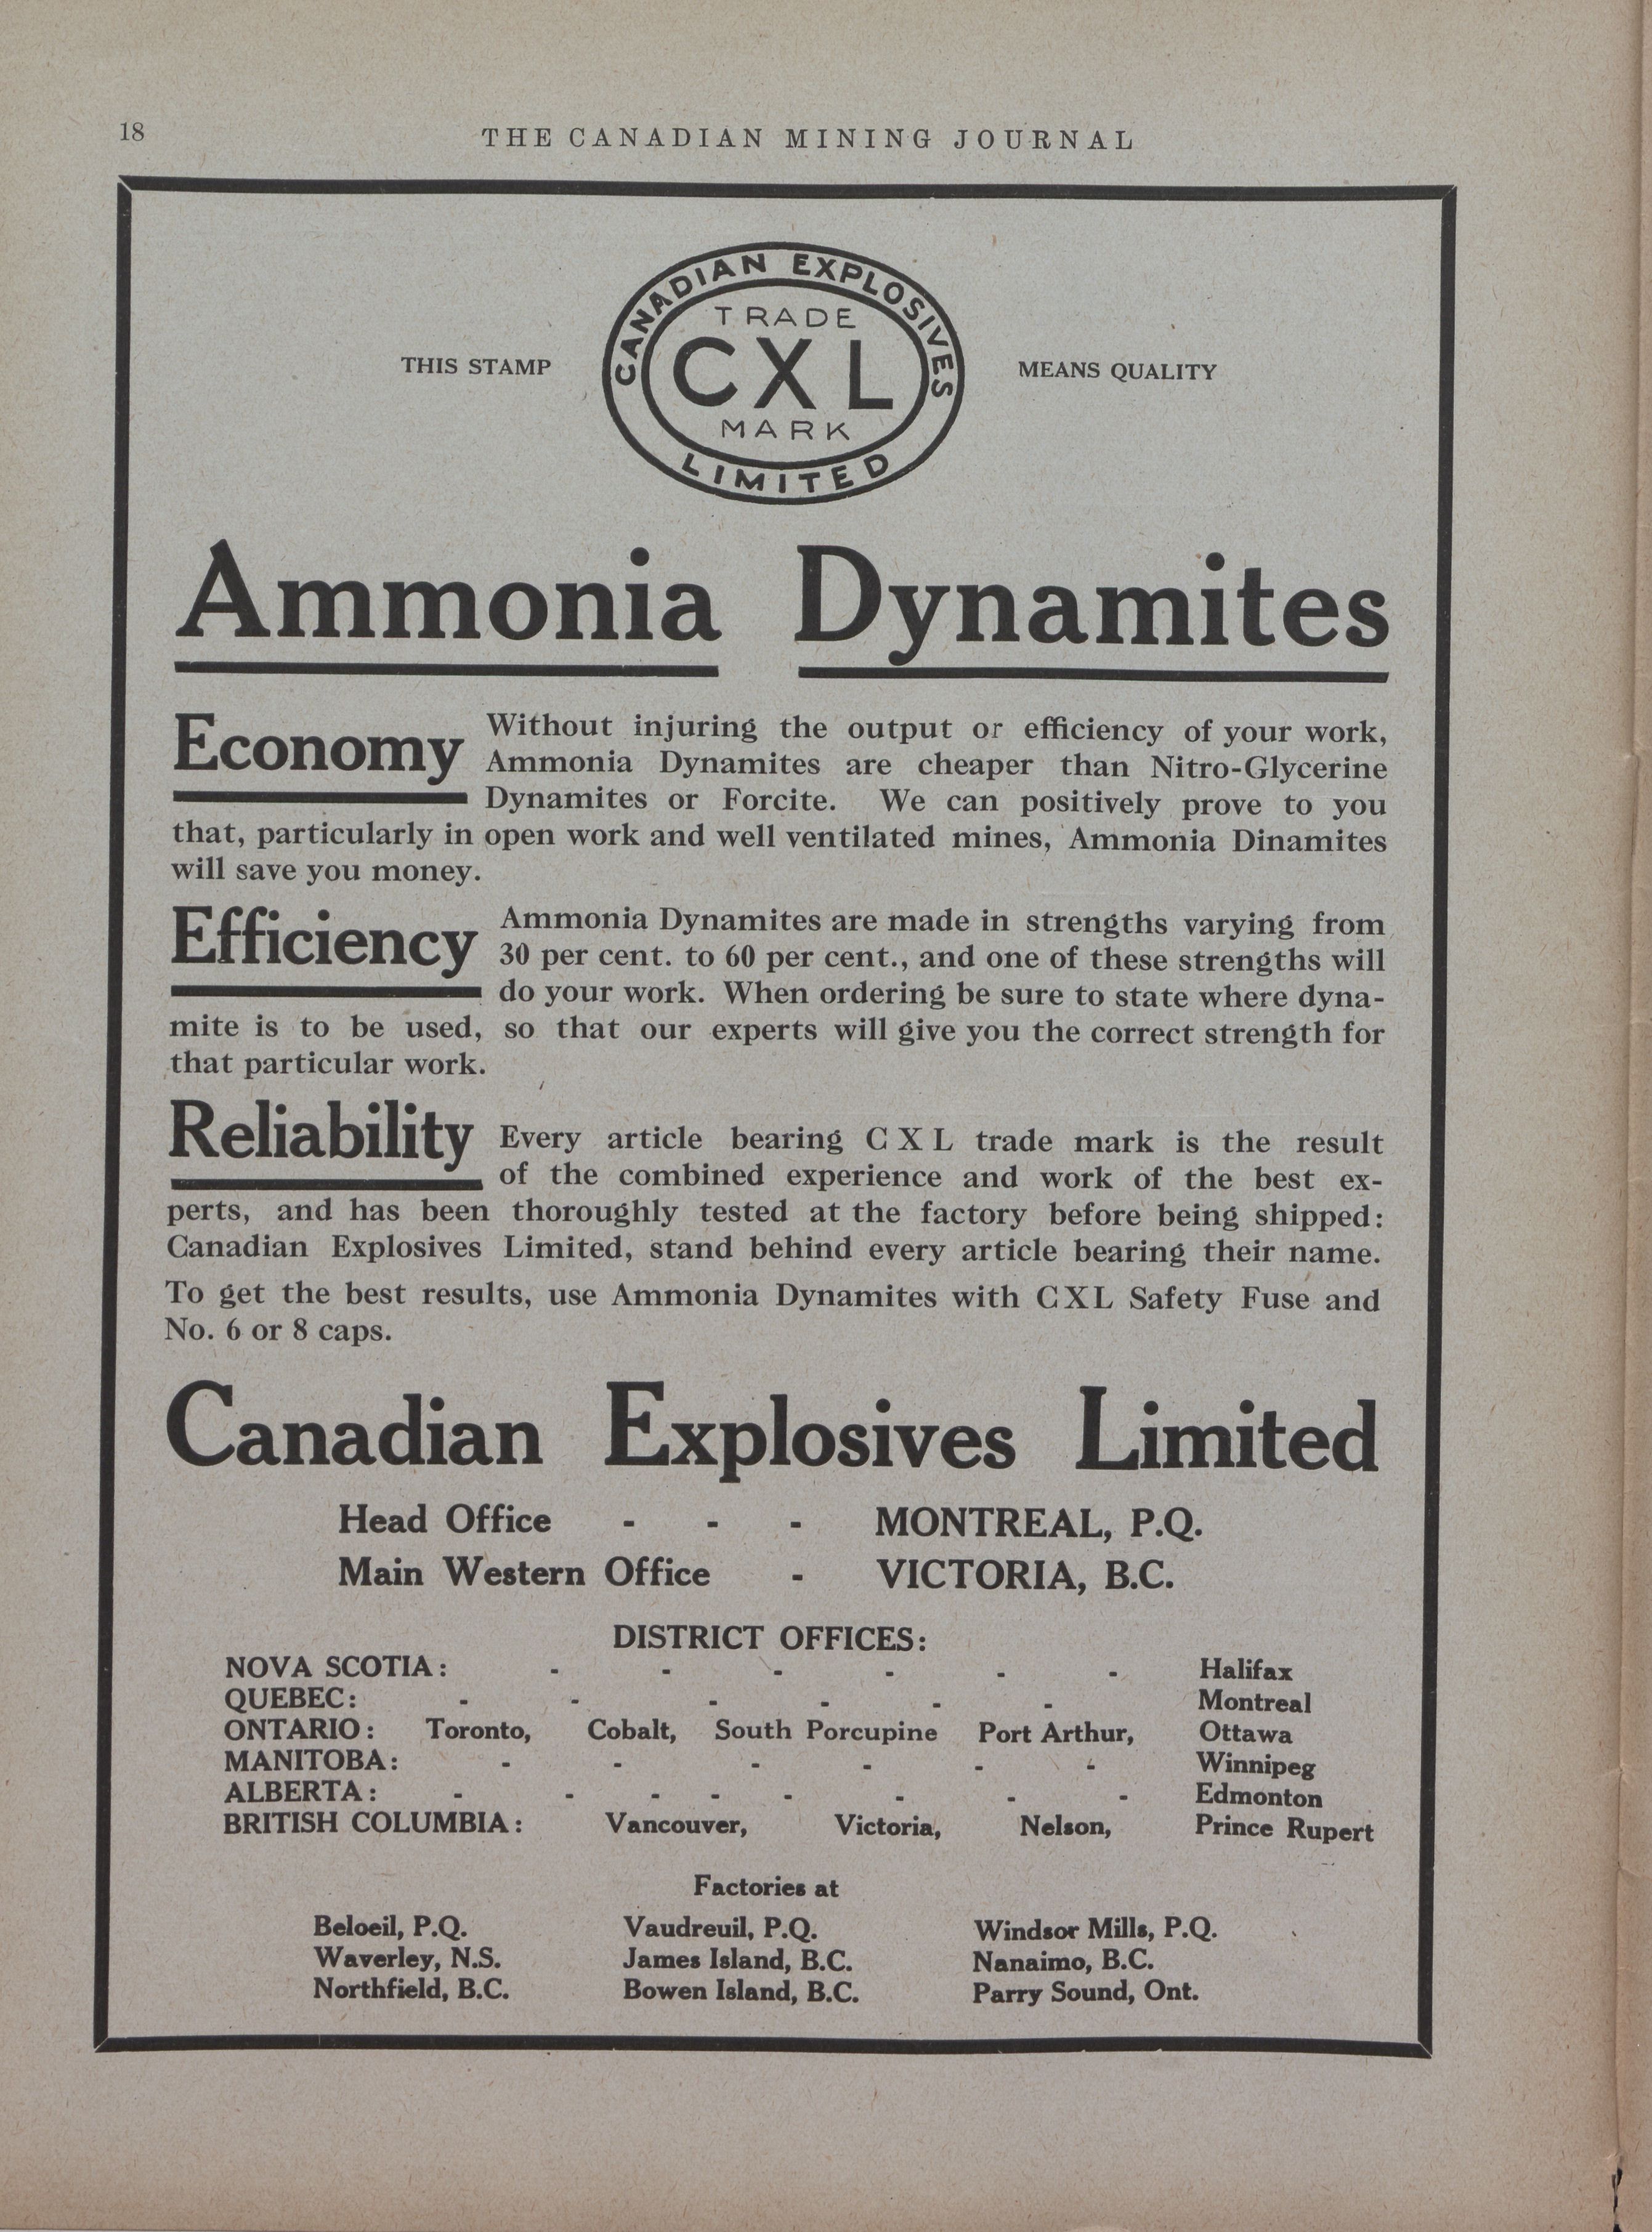 18
THE CANADIAN MINING JOURNAL
CANADIAN EXPLOSIVES
TRADE
THIS STAMP CXL MEANS QUALITY
MARK
LIMITED
Ammonia Dynamites
Economy Without injuring the output or efficiency of your work,
Ammonia Dynamites are cheaper than Nitro-Glycerine
Dynamites or Forcite. We can positively prove to you
that, particularly in open work and well ventilated mines, Ammonia Dinamites
will save you money.
Efficiency Ammonia Dynamites are made in strengths varying from
30 per cent. to 60 per cent., and one of these strengths will
do your work. When ordering be sure to state where dyna-
mite is to be used, so that our experts will give you the correct strength for
that particular work.
Reliability Every article bearing C X L trade mark is the result
of the combined experience and work of the best ex-
perts, and has been thoroughly tested at the factory before being shipped:
Canadian Explosives Limited, stand behind every article bearing their name.
To get the best results, use Ammonia Dynamites with CXL Safety Fuse and
No. 6 or 8 caps.
Canadian Explosives Limited
Head Office - - - MONTREAL, P.Q.
Main Western Office - VICTORIA, B.C.
DISTRICT OFFICES:
NOVA SCOTIA: - - - - - - Halifax
QUEBEC: - - - - - - Montreal
ONTARIO: Toronto, Cobalt, South Porcupine Port Arthur, Ottawa
MANITOBA: - - - - - - Winnipeg
ALBERTA: - - - - - - - - Edmonton
BRITISH COLUMBIA: Vancouver, Victoria, Nelson, Prince Rupert
Factories at
Beloeil, P.Q. Vaudreuil, P.Q. Windsor Mills, P.Q.
Waverley, N.S. James Island, B.C. Nanaimo, B.C.
Northfield, B.C. Bowen Island, B.C. Parry Sound, Ont.